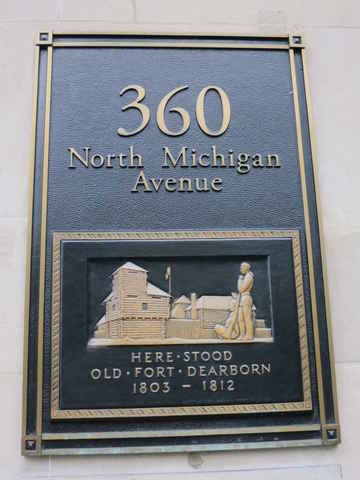 360
North Michigan
Avenue
HERE·STOOD
OLD·FORT·DEARBORN
1803 — 1812